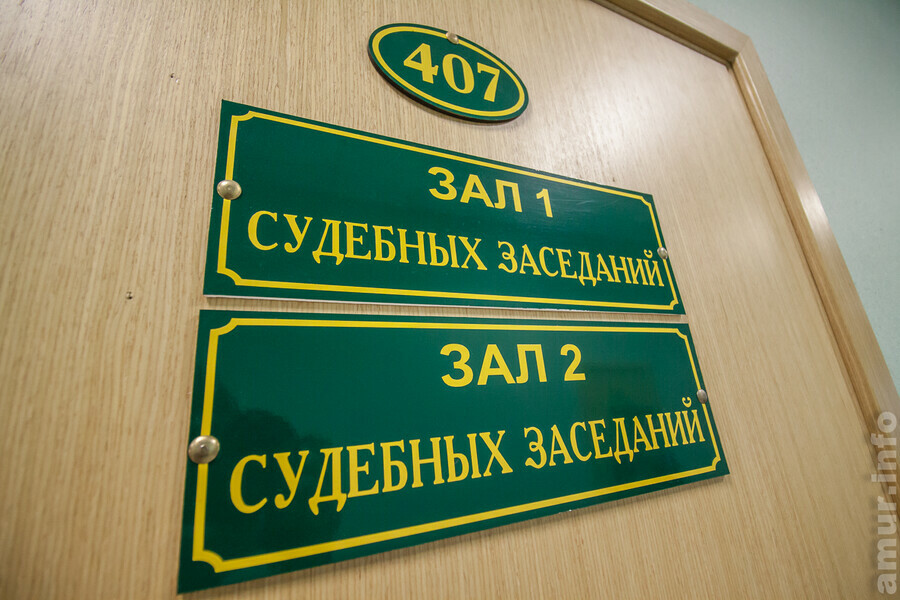 407
ЗАЛ 1
СУДЕБНЫХ ЗАСЕДАНИЙ
ЗАЛ 2
СУДЕБНЫХ ЗАСЕДАНИЙ
amur.info